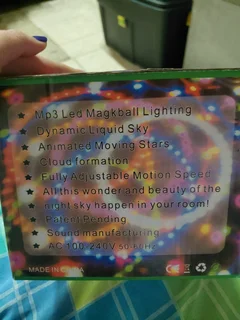 Mp3 Led Magkball Lighting
Dynamic Liquid Sky
Animated Moving Stars
Cloud formation
Fully Adjustable Motion Speed
All this wonder and beauty of the
night sky happen in your room!
Patent Pending
Sound manufacturing
AC 100-240V 50-60Hz
MADE IN CHINA
CE